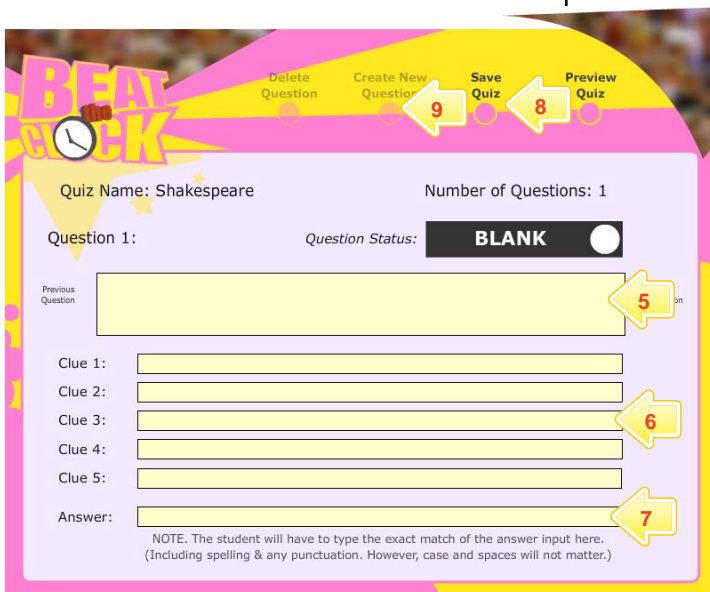 BEAT
the
CLOCK
Delete
Question
Create New
Question
Save
Quiz
Preview
Quiz
9
8
Quiz Name: Shakespeare
Number of Questions: 1
Question 1:
Question Status:
BLANK
Previous
Question
5
Clue 1:
Clue 2:
Clue 3:
6
Clue 4:
Clue 5:
Answer:
7
NOTE. The student will have to type the exact match of the answer input here.
(Including spelling & any punctuation. However, case and spaces will not matter.)